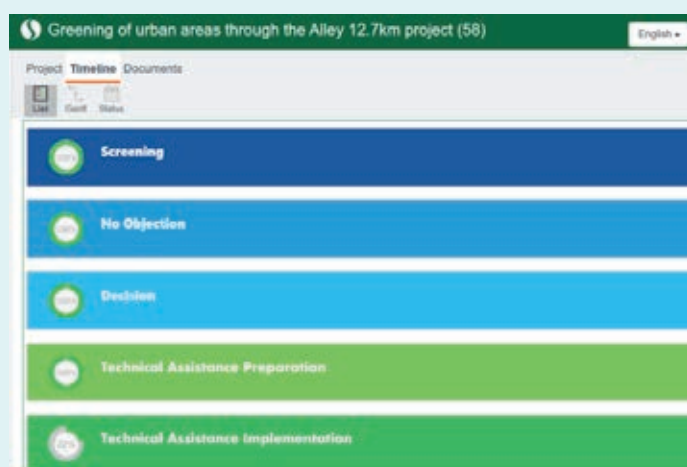 Greening of urban areas through the Alley 12.7km project (58)
English
Project Timeline Documents
List Gantt Status
Screening
No Objection
Decision
Technical Assistance Preparation
Technical Assistance Implementation